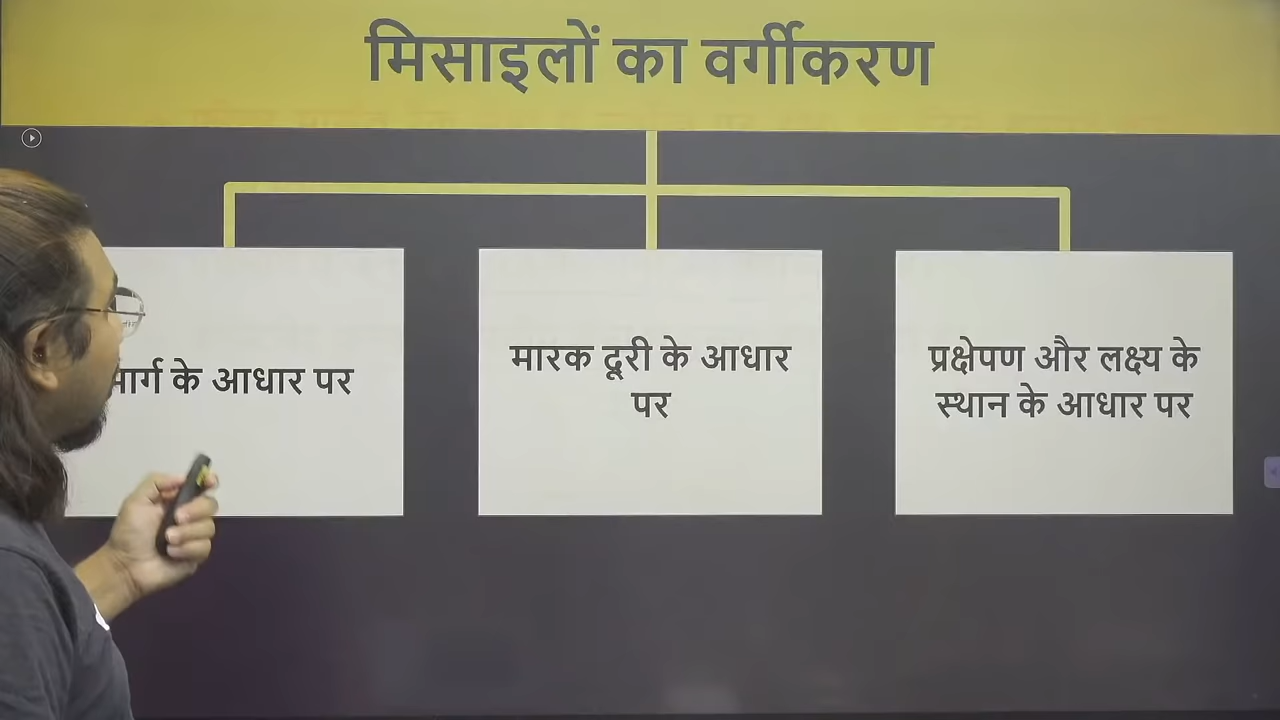 मिसाइलों का वर्गीकरण
मार्ग के आधार पर
मारक दूरी के आधार
पर
प्रक्षेपण और लक्ष्य के
स्थान के आधार पर